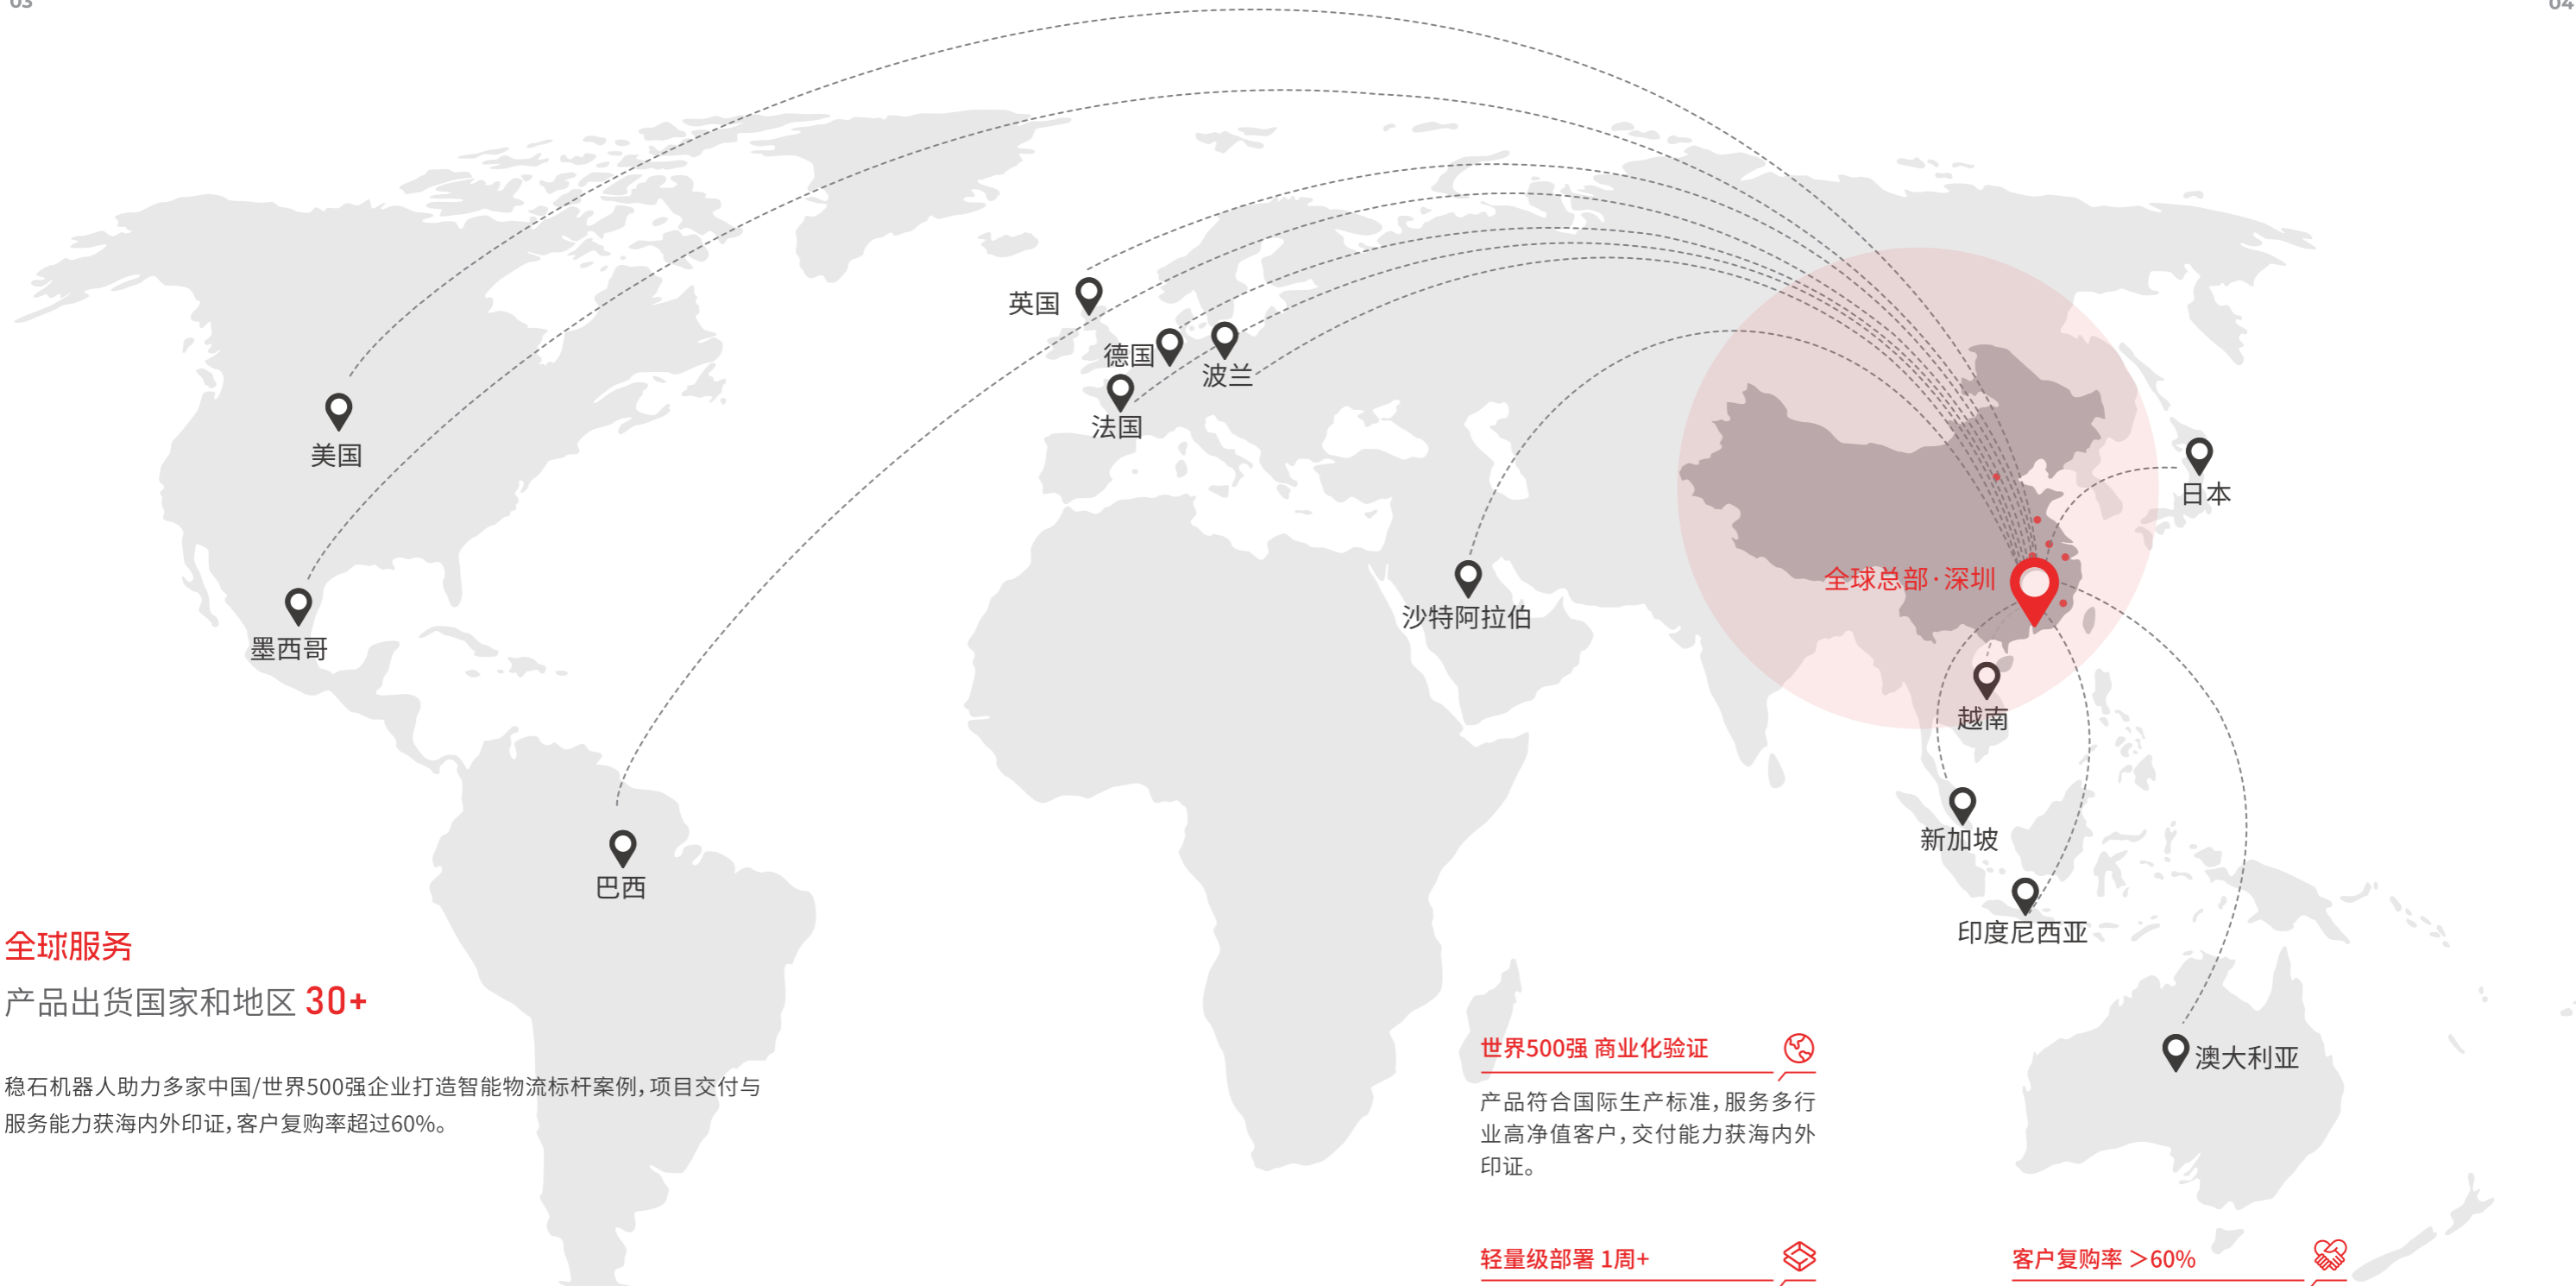 03
04
英国
德国
波兰
法国
美国
日本
全球总部·深圳
沙特阿拉伯
墨西哥
越南
新加坡
巴西
印度尼西亚
澳大利亚
全球服务
产品出货国家和地区 30+
稳石机器人助力多家中国/世界500强企业打造智能物流标杆案例，项目交付与
服务能力获海内外印证，客户复购率超过60%。
世界500强 商业化验证
产品符合国际生产标准，服务多行
业高净值客户，交付能力获海内外
印证。
轻量级部署 1周+
客户复购率 ＞60%